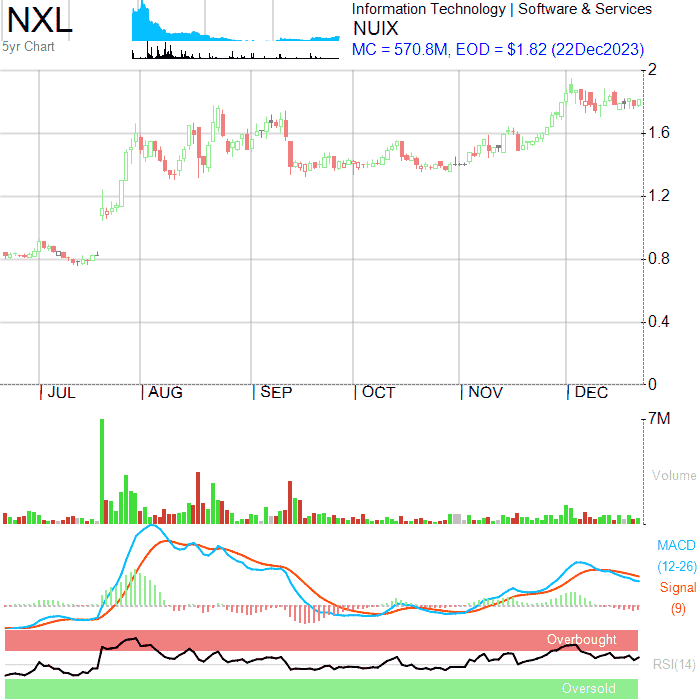 NXL
5yr Chart
Information Technology | Software & Services
NUIX
MC = 570.8M, EOD = $1.82 (22Dec2023)
2
1.6
1.2
0.8
0.4
0
JUL AUG SEP OCT NOV DEC
7M
Volume
MACD
(12-26)
Signal
(9)
Overbought
RSI(14)
Oversold